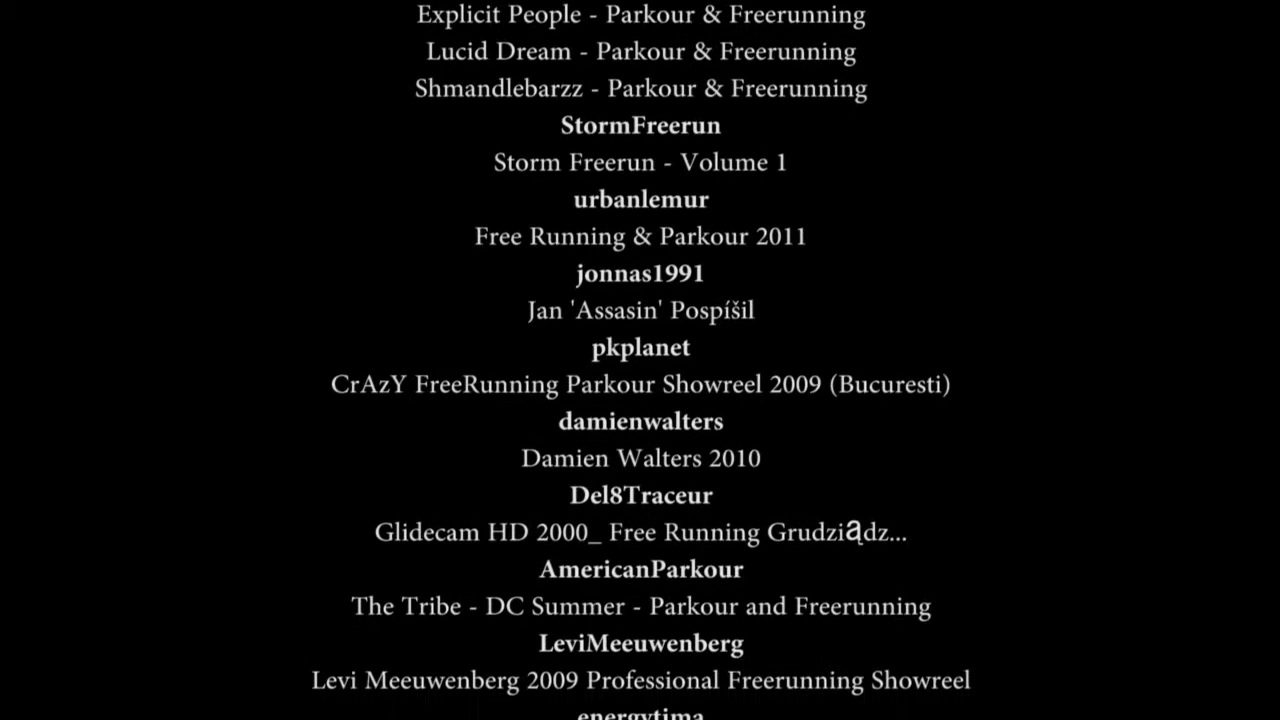 Explicit People - Parkour & Freerunning
Lucid Dream - Parkour & Freerunning
Shmandlebarzz - Parkour & Freerunning
StormFreerun
Storm Freerun - Volume 1
urbanlemur
Free Running & Parkour 2011
jonnas1991
Jan 'Assasin' Pospíšil
pkplanet
CrAzY FreeRunning Parkour Showreel 2009 (Bucuresti)
damienwalters
Damien Walters 2010
Del8Traceur
Glidecam HD 2000_ Free Running Grudziądz...
AmericanParkour
The Tribe - DC Summer - Parkour and Freerunning
LeviMeeuwenberg
Levi Meeuwenberg 2009 Professional Freerunning Showreel
energytima